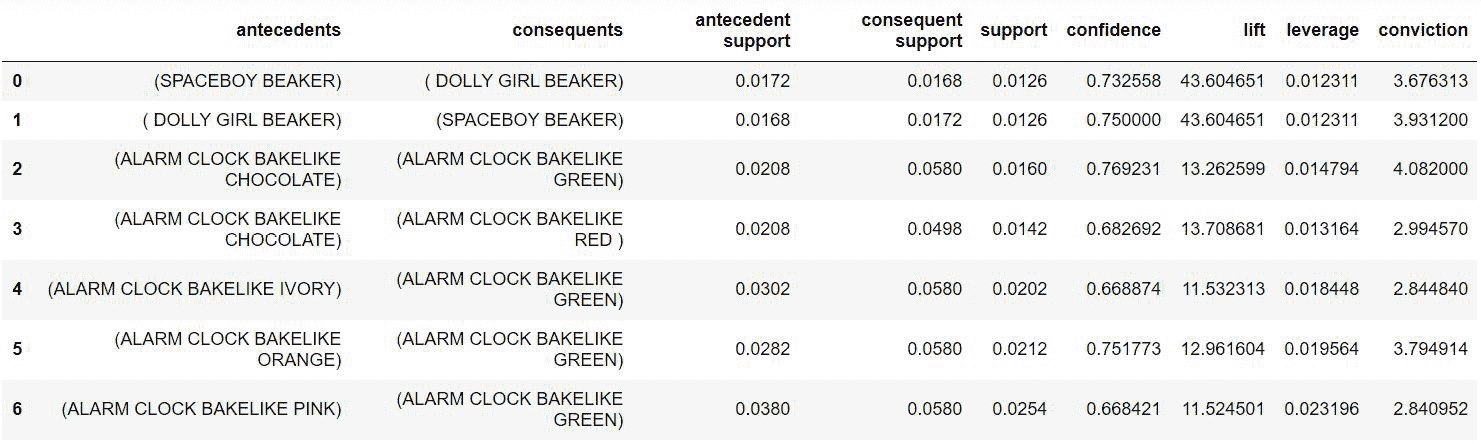 antecedents consequents antecedent support consequent support support confidence lift leverage conviction
0 (SPACEBOY BEAKER) ( DOLLY GIRL BEAKER) 0.0172 0.0168 0.0126 0.732558 43.604651 0.012311 3.676313
1 ( DOLLY GIRL BEAKER) (SPACEBOY BEAKER) 0.0168 0.0172 0.0126 0.750000 43.604651 0.012311 3.931200
2 (ALARM CLOCK BAKELIKE CHOCOLATE) (ALARM CLOCK BAKELIKE GREEN) 0.0208 0.0580 0.0160 0.769231 13.262599 0.014794 4.082000
3 (ALARM CLOCK BAKELIKE CHOCOLATE) (ALARM CLOCK BAKELIKE RED ) 0.0208 0.0498 0.0142 0.682692 13.708681 0.013164 2.994570
4 (ALARM CLOCK BAKELIKE IVORY) (ALARM CLOCK BAKELIKE GREEN) 0.0302 0.0580 0.0202 0.668874 11.532313 0.018448 2.844840
5 (ALARM CLOCK BAKELIKE ORANGE) (ALARM CLOCK BAKELIKE GREEN) 0.0282 0.0580 0.0212 0.751773 12.961604 0.019564 3.794914
6 (ALARM CLOCK BAKELIKE PINK) (ALARM CLOCK BAKELIKE GREEN) 0.0380 0.0580 0.0254 0.668421 11.524501 0.023196 2.840952